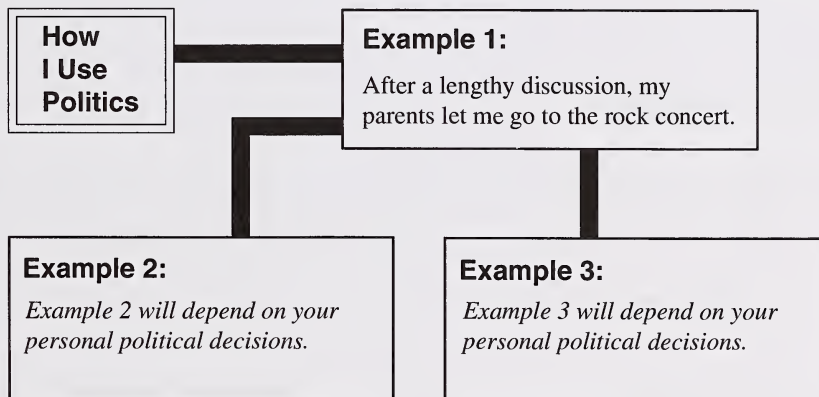 How
I Use
Politics
Example 1:
After a lengthy discussion, my
parents let me go to the rock concert.
Example 2:
Example 2 will depend on your
personal political decisions.
Example 3:
Example 3 will depend on your
personal political decisions.